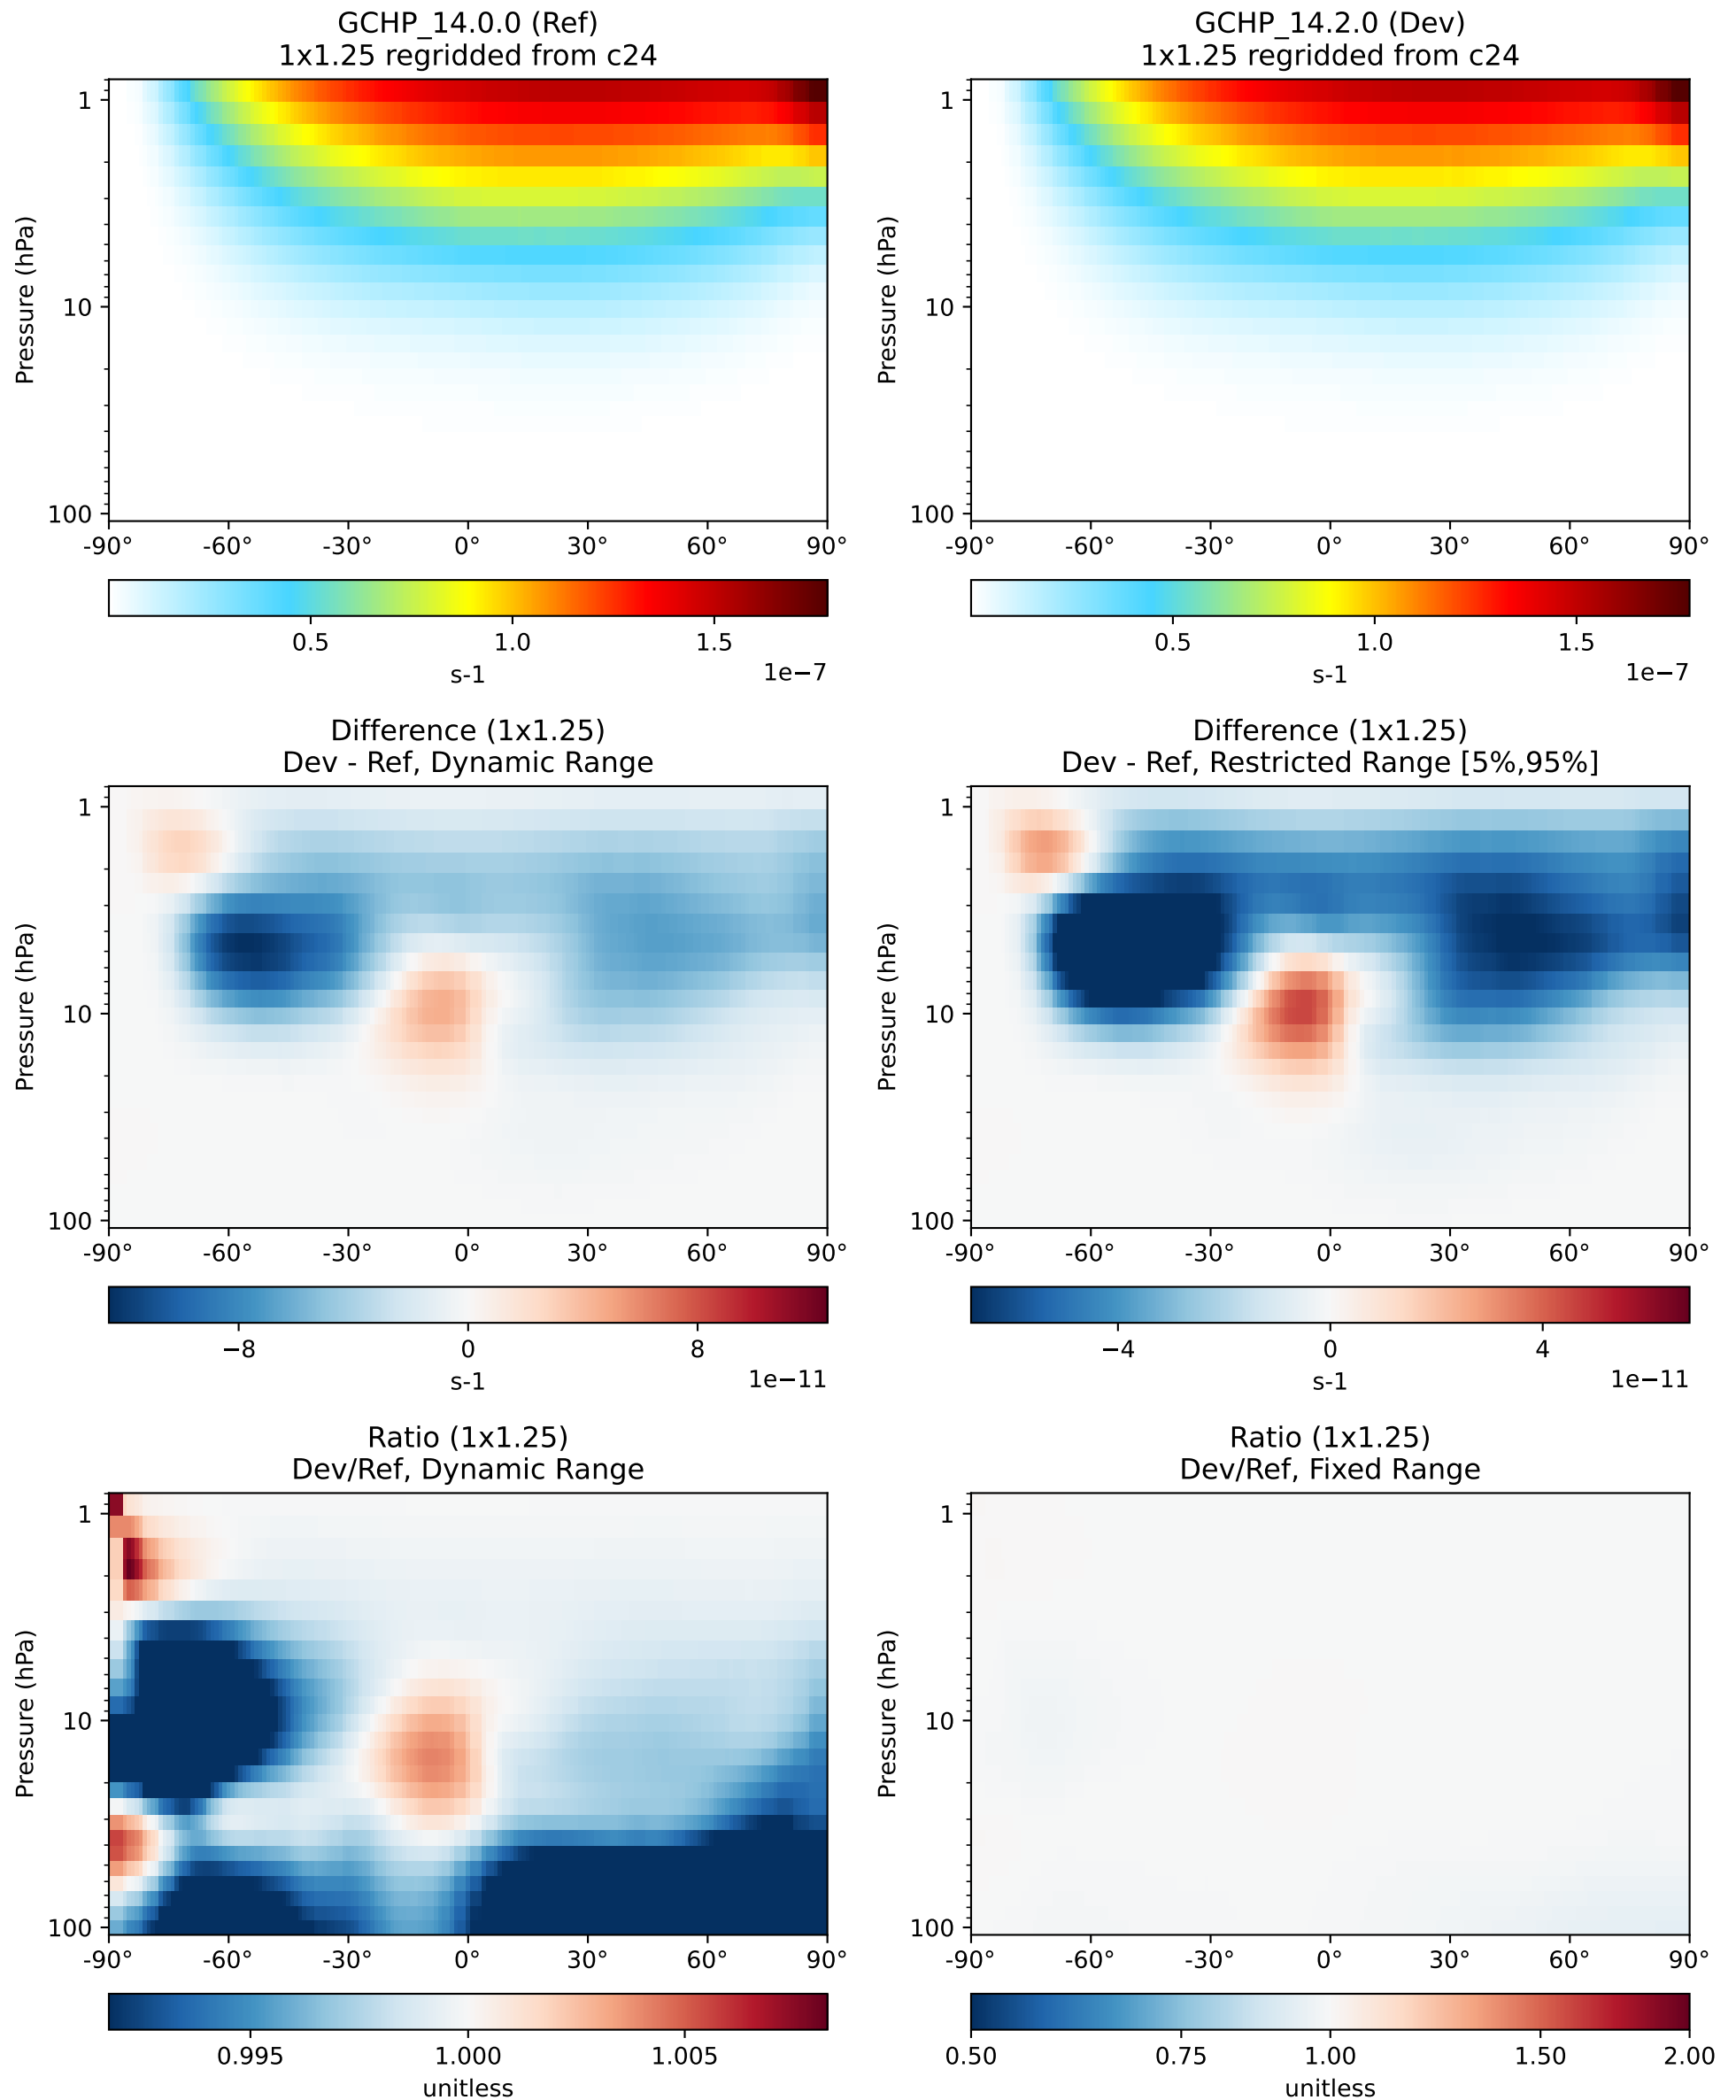 GCHP_14.0.0 (Ref)
1x1.25 regridded from c24
GCHP_14.2.0 (Dev)
1x1.25 regridded from c24
Pressure (hPa)
1
10
100
-90° -60° -30° 0° 30° 60° 90°
0.5 1.0 1.5
s-1
1e−7
Pressure (hPa)
1
10
100
-90° -60° -30° 0° 30° 60° 90°
0.5 1.0 1.5
s-1
1e−7
Difference (1x1.25)
Dev - Ref, Dynamic Range
Difference (1x1.25)
Dev - Ref, Restricted Range [5%,95%]
Pressure (hPa)
1
10
100
-90° -60° -30° 0° 30° 60° 90°
−8 0 8
s-1
1e−11
Pressure (hPa)
1
10
100
-90° -60° -30° 0° 30° 60° 90°
−4 0 4
s-1
1e−11
Ratio (1x1.25)
Dev/Ref, Dynamic Range
Ratio (1x1.25)
Dev/Ref, Fixed Range
Pressure (hPa)
1
10
100
-90° -60° -30° 0° 30° 60° 90°
0.995 1.000 1.005
unitless
Pressure (hPa)
1
10
100
-90° -60° -30° 0° 30° 60° 90°
0.50 0.75 1.00 1.50 2.00
unitless